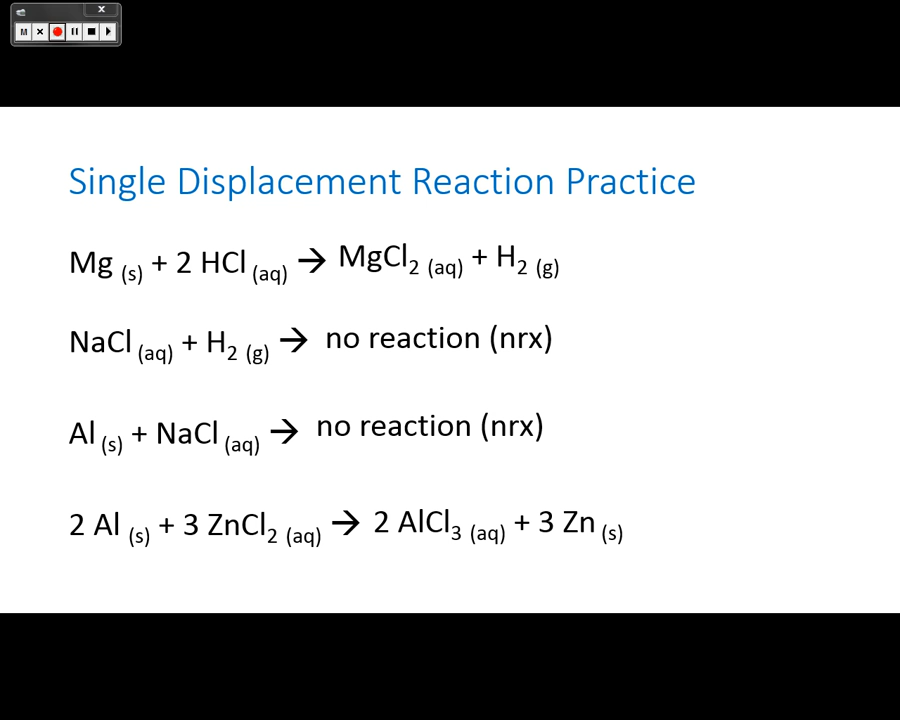 M
Single Displacement Reaction Practice
Mg (s) + 2 HCl (aq) → MgCl₂ (aq) + H₂ (g)
NaCl (aq) + H₂ (g) → no reaction (nrx)
Al (s) + NaCl (aq) → no reaction (nrx)
2 Al (s) + 3 ZnCl₂ (aq) → 2 AlCl₃ (aq) + 3 Zn (s)